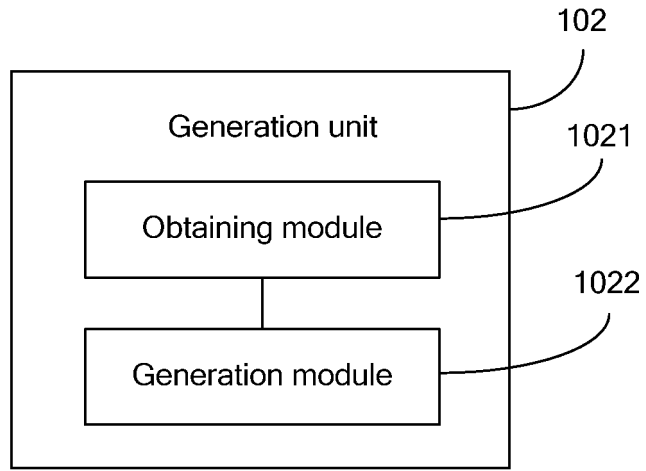 102
Generation unit
1021
Obtaining module
1022
Generation module